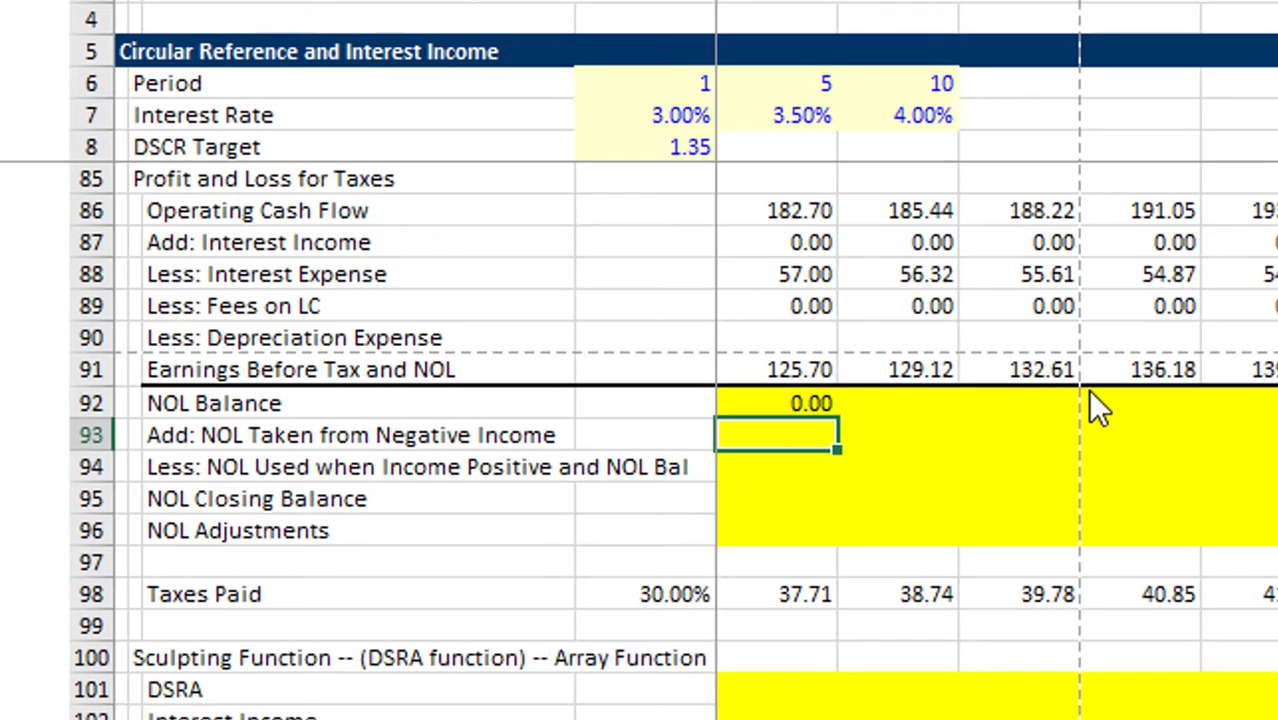 4
5 Circular Reference and Interest Income
6 Period 1 5 10
7 Interest Rate 3.00% 3.50% 4.00%
8 DSCR Target 1.35
85 Profit and Loss for Taxes
86 Operating Cash Flow 182.70 185.44 188.22 191.05
87 Add: Interest Income 0.00 0.00 0.00 0.00
88 Less: Interest Expense 57.00 56.32 55.61 54.87
89 Less: Fees on LC 0.00 0.00 0.00 0.00
90 Less: Depreciation Expense
91 Earnings Before Tax and NOL 125.70 129.12 132.61 136.18
92 NOL Balance 0.00
93 Add: NOL Taken from Negative Income
94 Less: NOL Used when Income Positive and NOL Bal
95 NOL Closing Balance
96 NOL Adjustments
97
98 Taxes Paid 30.00% 37.71 38.74 39.78 40.85
99
100 Sculpting Function -- (DSRA function) -- Array Function
101 DSRA
102 Interest Income